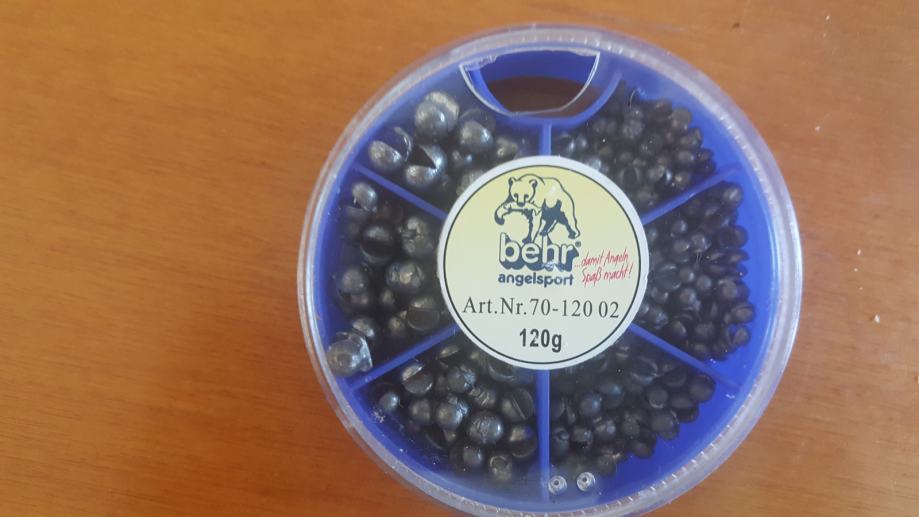 behr
angelsport
...damit Angeln
Spaß macht!
Art.Nr.70-120 02
120g